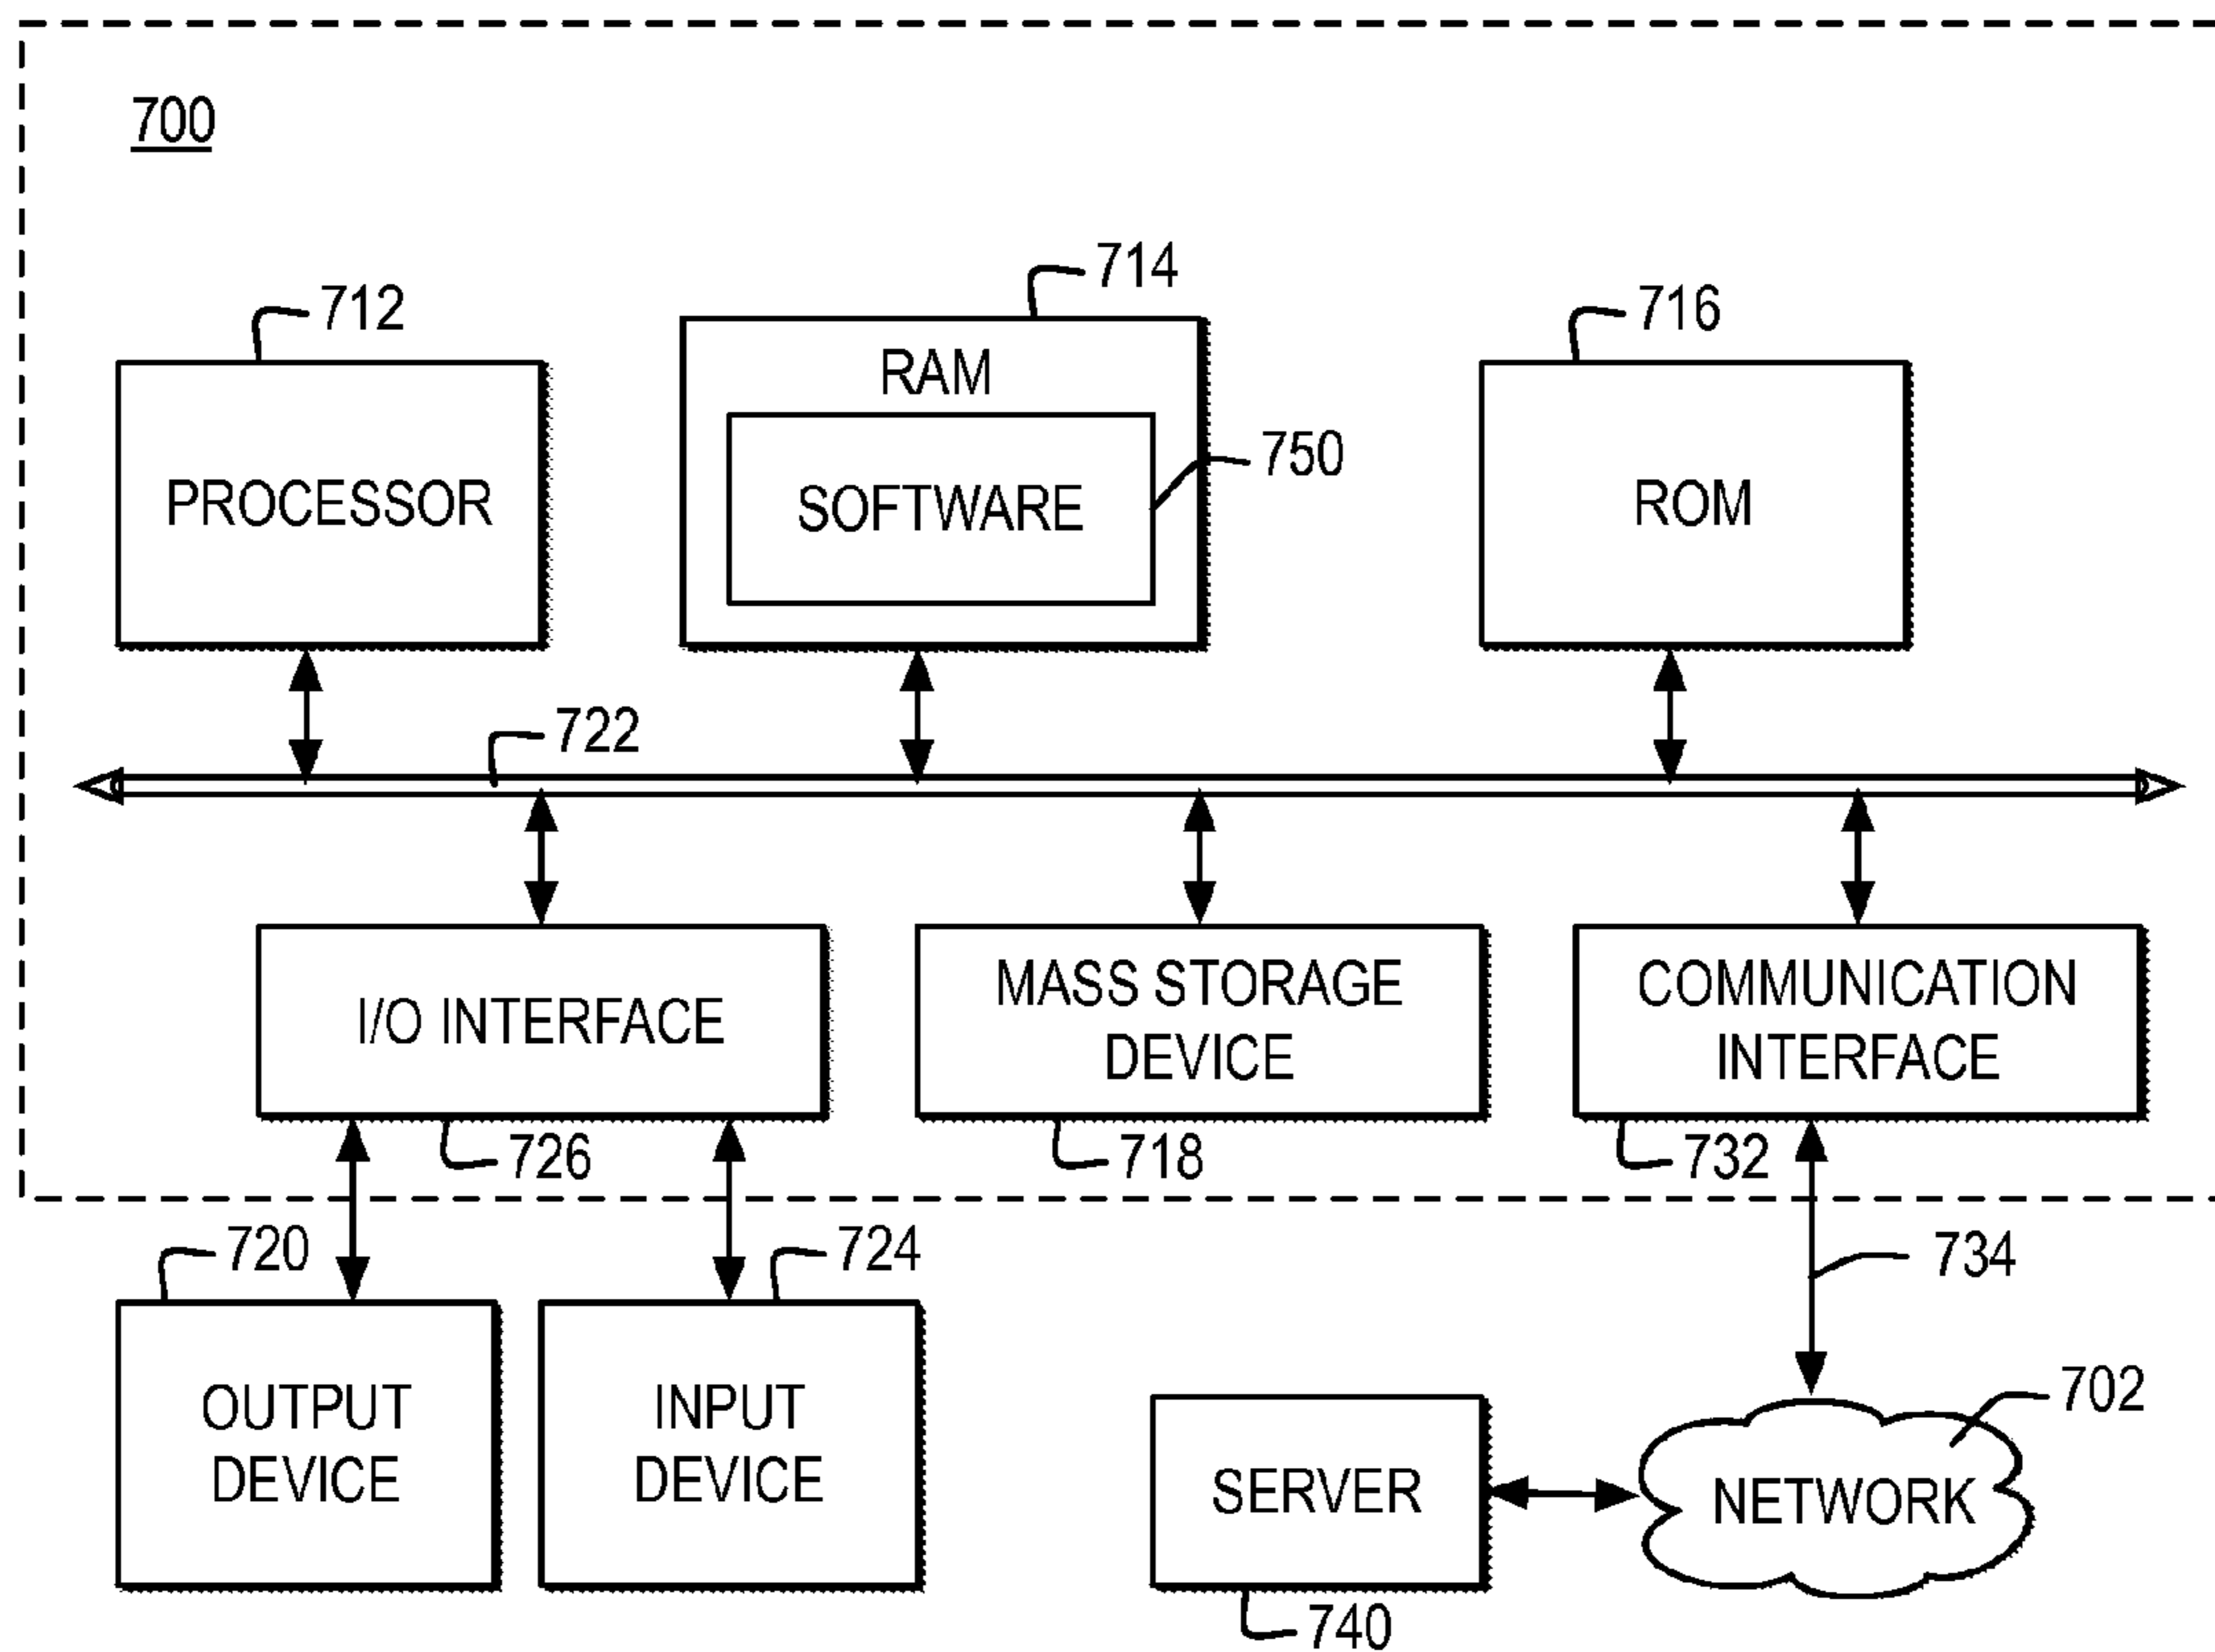 700
712
714
716
PROCESSOR
RAM
SOFTWARE
750
ROM
722
I/O INTERFACE
MASS STORAGE
DEVICE
COMMUNICATION
INTERFACE
726
718
732
720
724
734
OUTPUT
DEVICE
INPUT
DEVICE
SERVER
702
NETWORK
740